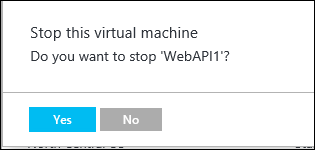 Stop this virtual machine
Do you want to stop 'WebAPI1'?
Yes No